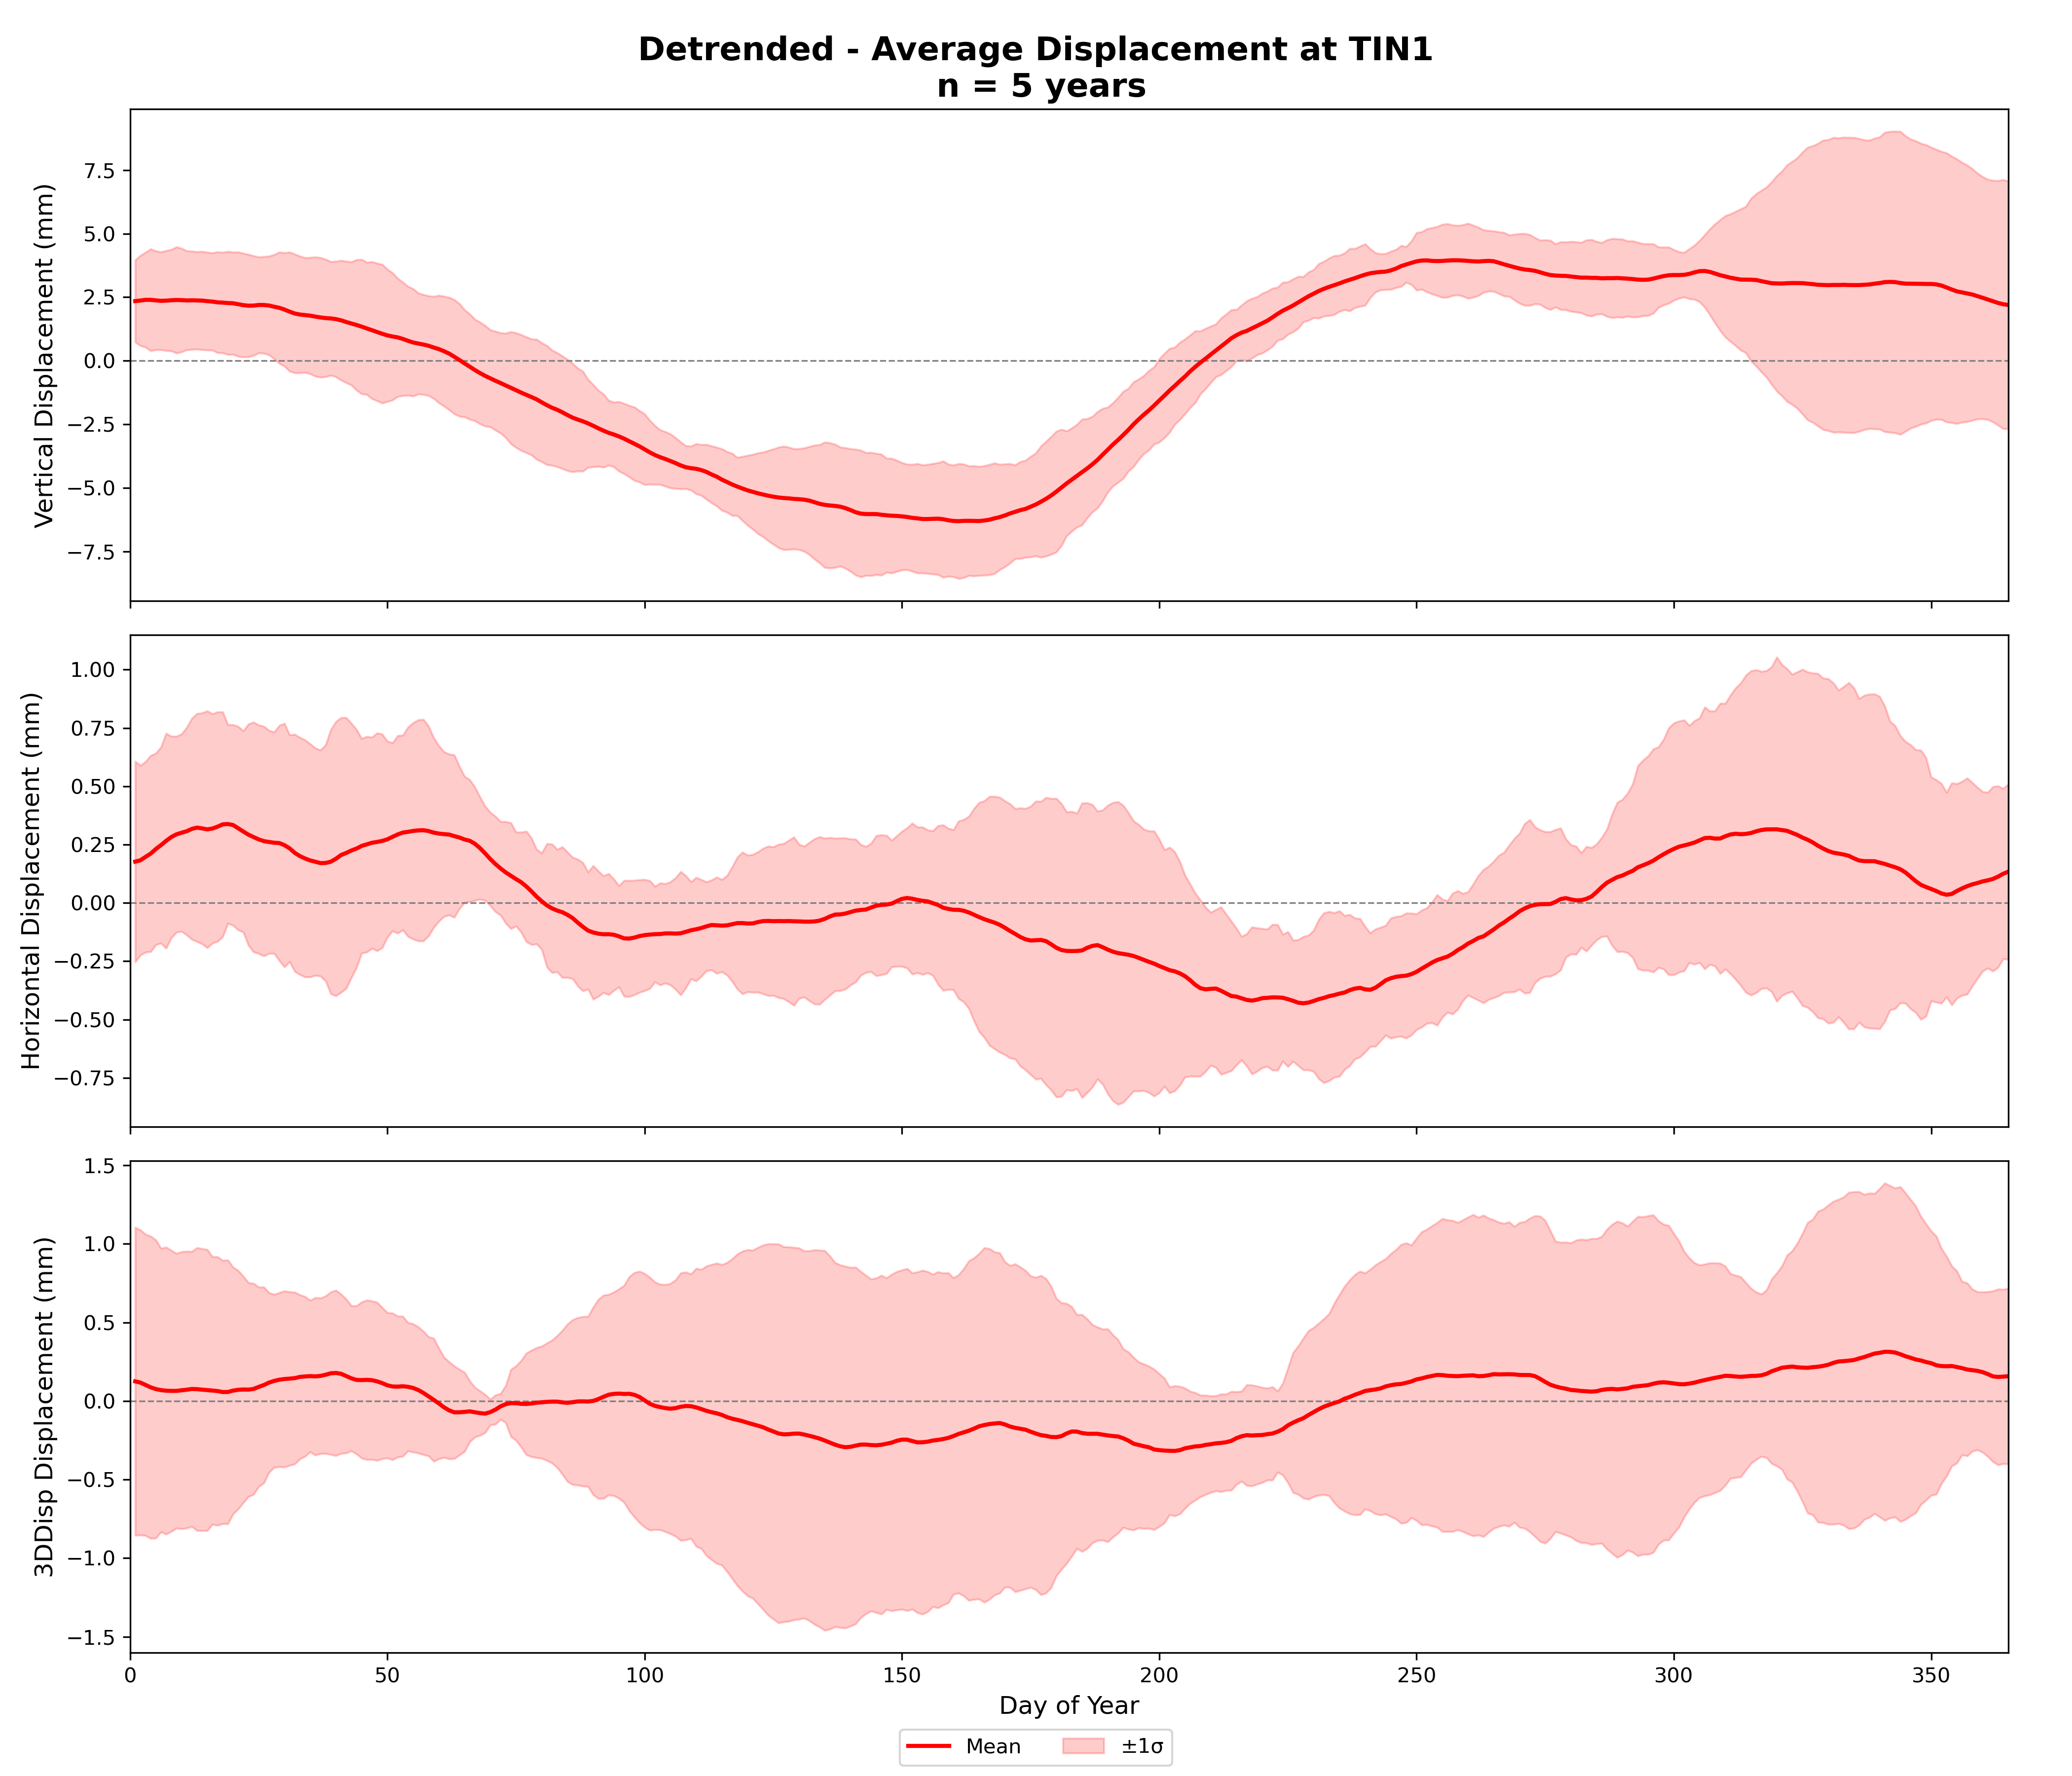 Detrended - Average Displacement at TIN1
n = 5 years
Vertical Displacement (mm)
7.5
5.0
2.5
0.0
−2.5
−5.0
−7.5
Horizontal Displacement (mm)
1.00
0.75
0.50
0.25
0.00
−0.25
−0.50
−0.75
3DDisp Displacement (mm)
1.5
1.0
0.5
0.0
−0.5
−1.0
−1.5
0 50 100 150 200 250 300 350
Day of Year
Mean ±1σ